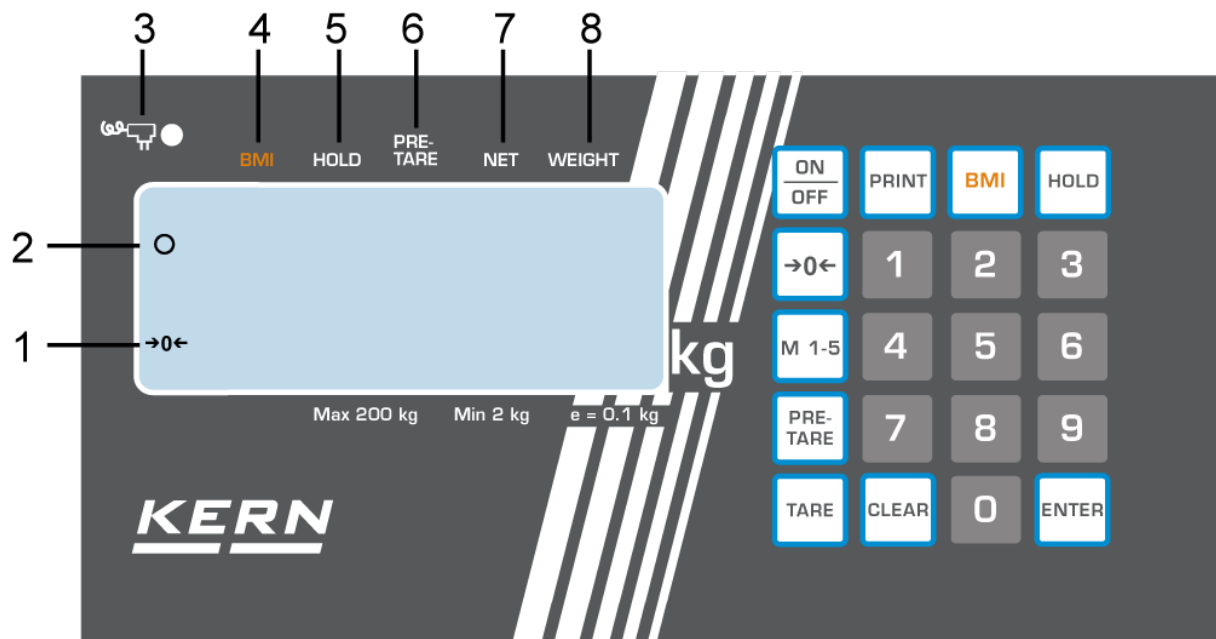 3 4 5 6 7 8
BMI HOLD PRE-TARE NET WEIGHT
2
1 →0←
kg
Max 200 kg Min 2 kg e = 0.1 kg
KERN
ON
OFF
PRINT BMI HOLD
→0← 1 2 3
M 1-5 4 5 6
PRE-
TARE
7 8 9
TARE CLEAR 0 ENTER